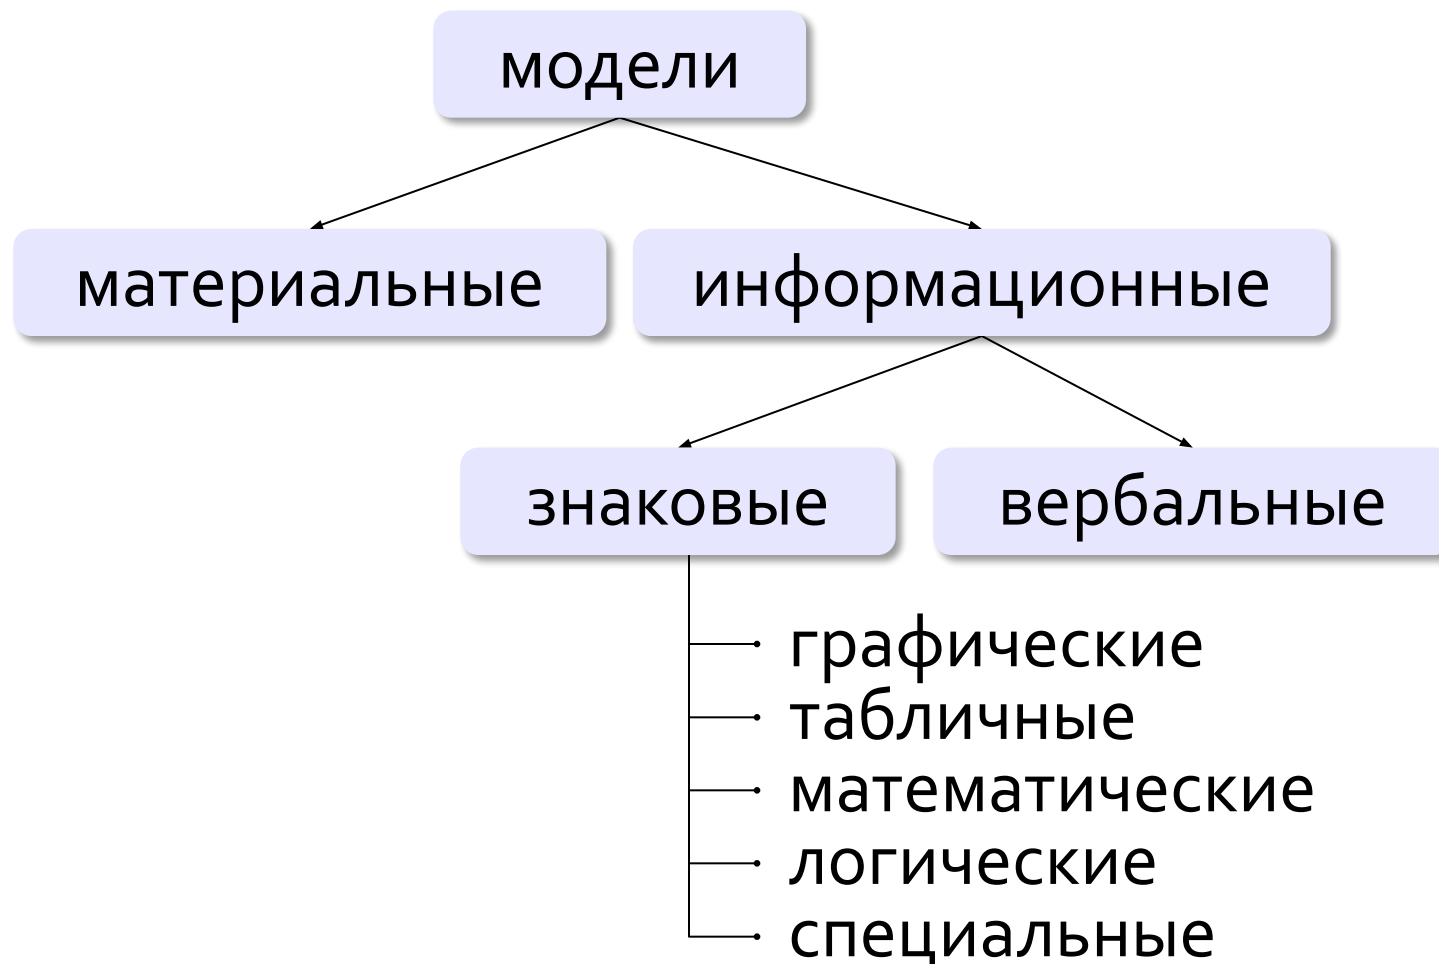 модели
материальные
информационные
знаковые
вербальные
графические
табличные
математические
логические
специальные